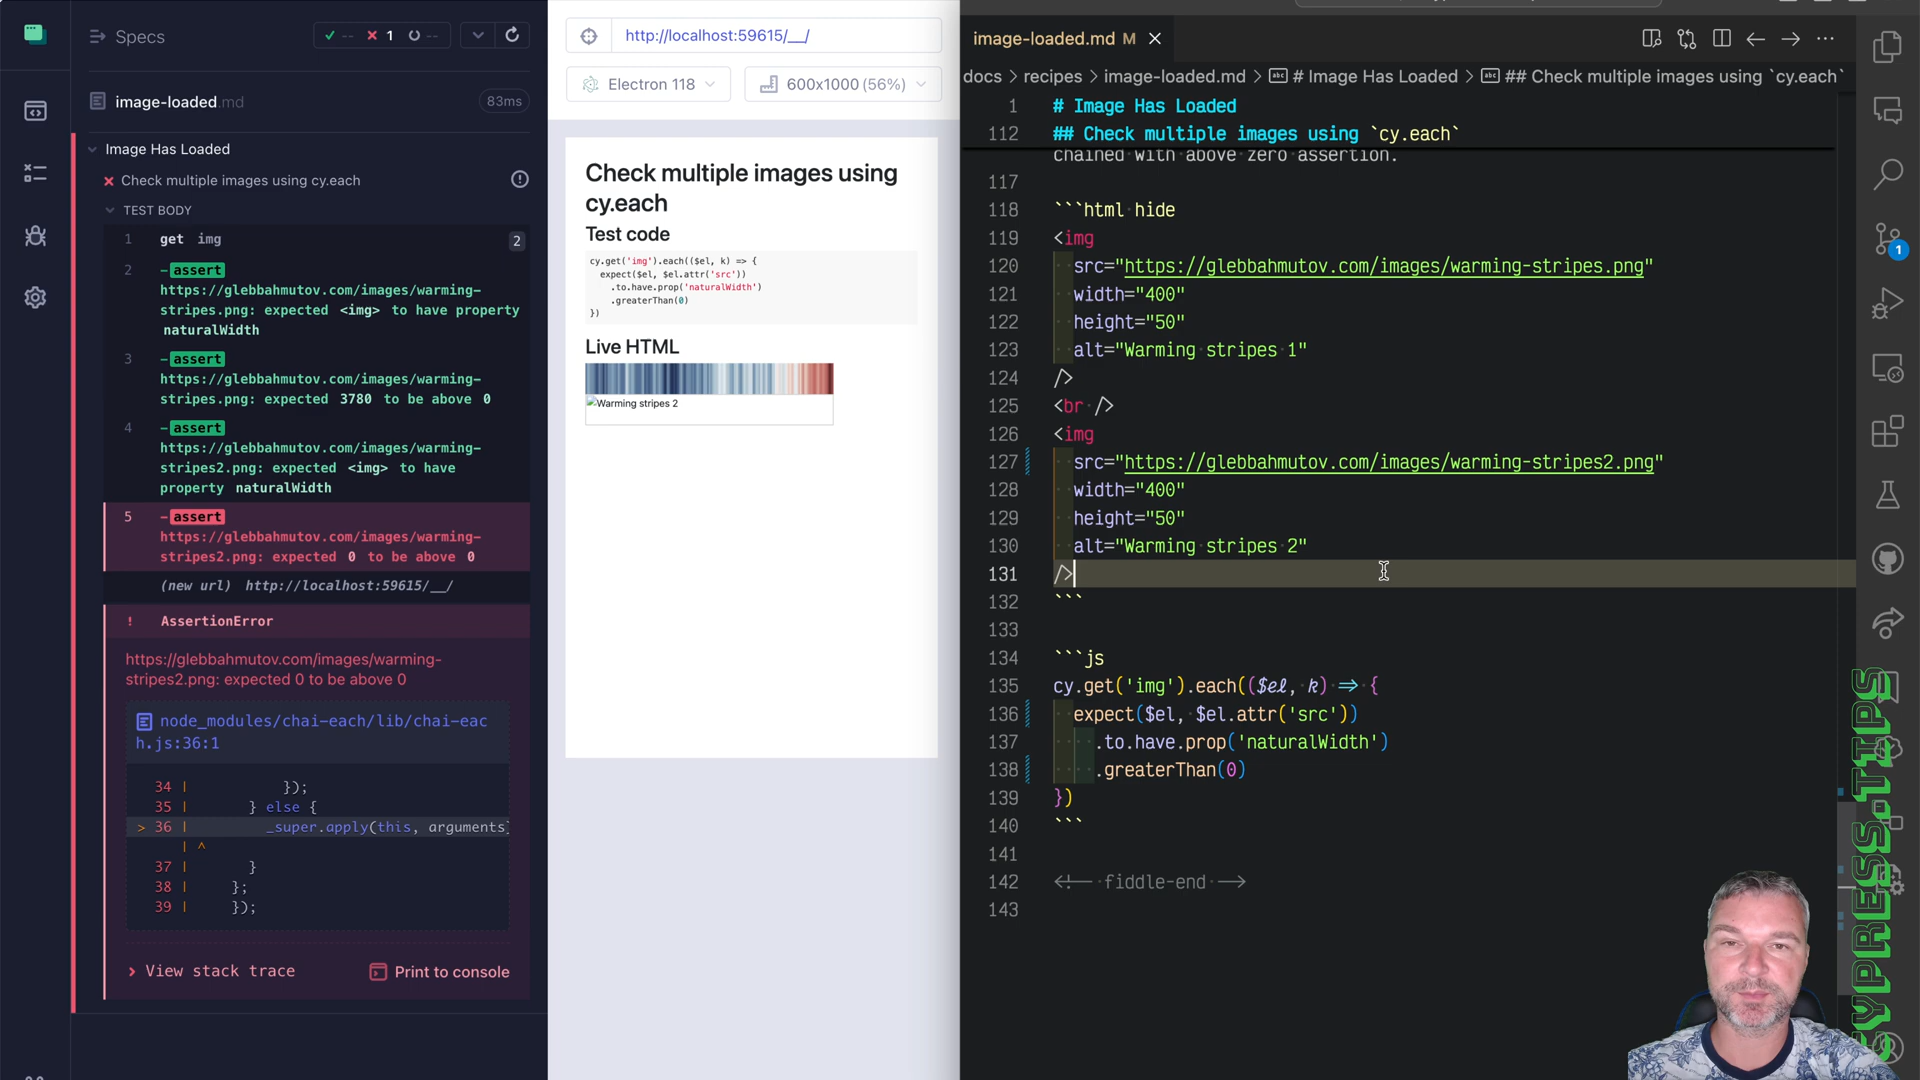 Specs
✓ -- ✕ 1 --
image-loaded.md
83ms
Image Has Loaded
Check multiple images using cy.each
TEST BODY
1 get img 2
2 -assert
https://glebbahmutov.com/images/warming-
stripes.png: expected <img> to have property
naturalWidth
3 -assert
https://glebbahmutov.com/images/warming-
stripes.png: expected 3780 to be above 0
4 -assert
https://glebbahmutov.com/images/warming-
stripes2.png: expected <img> to have
property naturalWidth
5 -assert
https://glebbahmutov.com/images/warming-
stripes2.png: expected 0 to be above 0
(new url) http://localhost:59615/__/
! AssertionError
https://glebbahmutov.com/images/warming-
stripes2.png: expected 0 to be above 0
node_modules/chai-each/lib/chai-eac
h.js:36:1
34 | });
35 | } else {
> 36 | _super.apply(this, arguments)
| ^
37 | }
38 | };
39 | });
> View stack trace
Print to console
http://localhost:59615/__/
Electron 118
600x1000 (56%)
Check multiple images using
cy.each
Test code
cy.get('img').each(($el, k) => {
expect($el, $el.attr('src'))
.to.have.prop('naturalWidth')
.greaterThan(0)
})
Live HTML
Warming stripes 2
image-loaded.md M
docs > recipes > image-loaded.md > # Image Has Loaded > ## Check multiple images using `cy.each`
1 # Image Has Loaded
112 ## Check multiple images using `cy.each`
chained with above zero assertion.
117
118 ```html hide
119 <img
120 src="https://glebbahmutov.com/images/warming-stripes.png"
121 width="400"
122 height="50"
123 alt="Warming stripes 1"
124 />
125 <br />
126 <img
127 src="https://glebbahmutov.com/images/warming-stripes2.png"
128 width="400"
129 height="50"
130 alt="Warming stripes 2"
131 />
132 ```
133
134 ```js
135 cy.get('img').each(($el, k) => {
136 expect($el, $el.attr('src'))
137 .to.have.prop('naturalWidth')
138 .greaterThan(0)
139 })
140 ```
141
142 <!-- fiddle-end -->
143
1
CYPRESS.TIPS